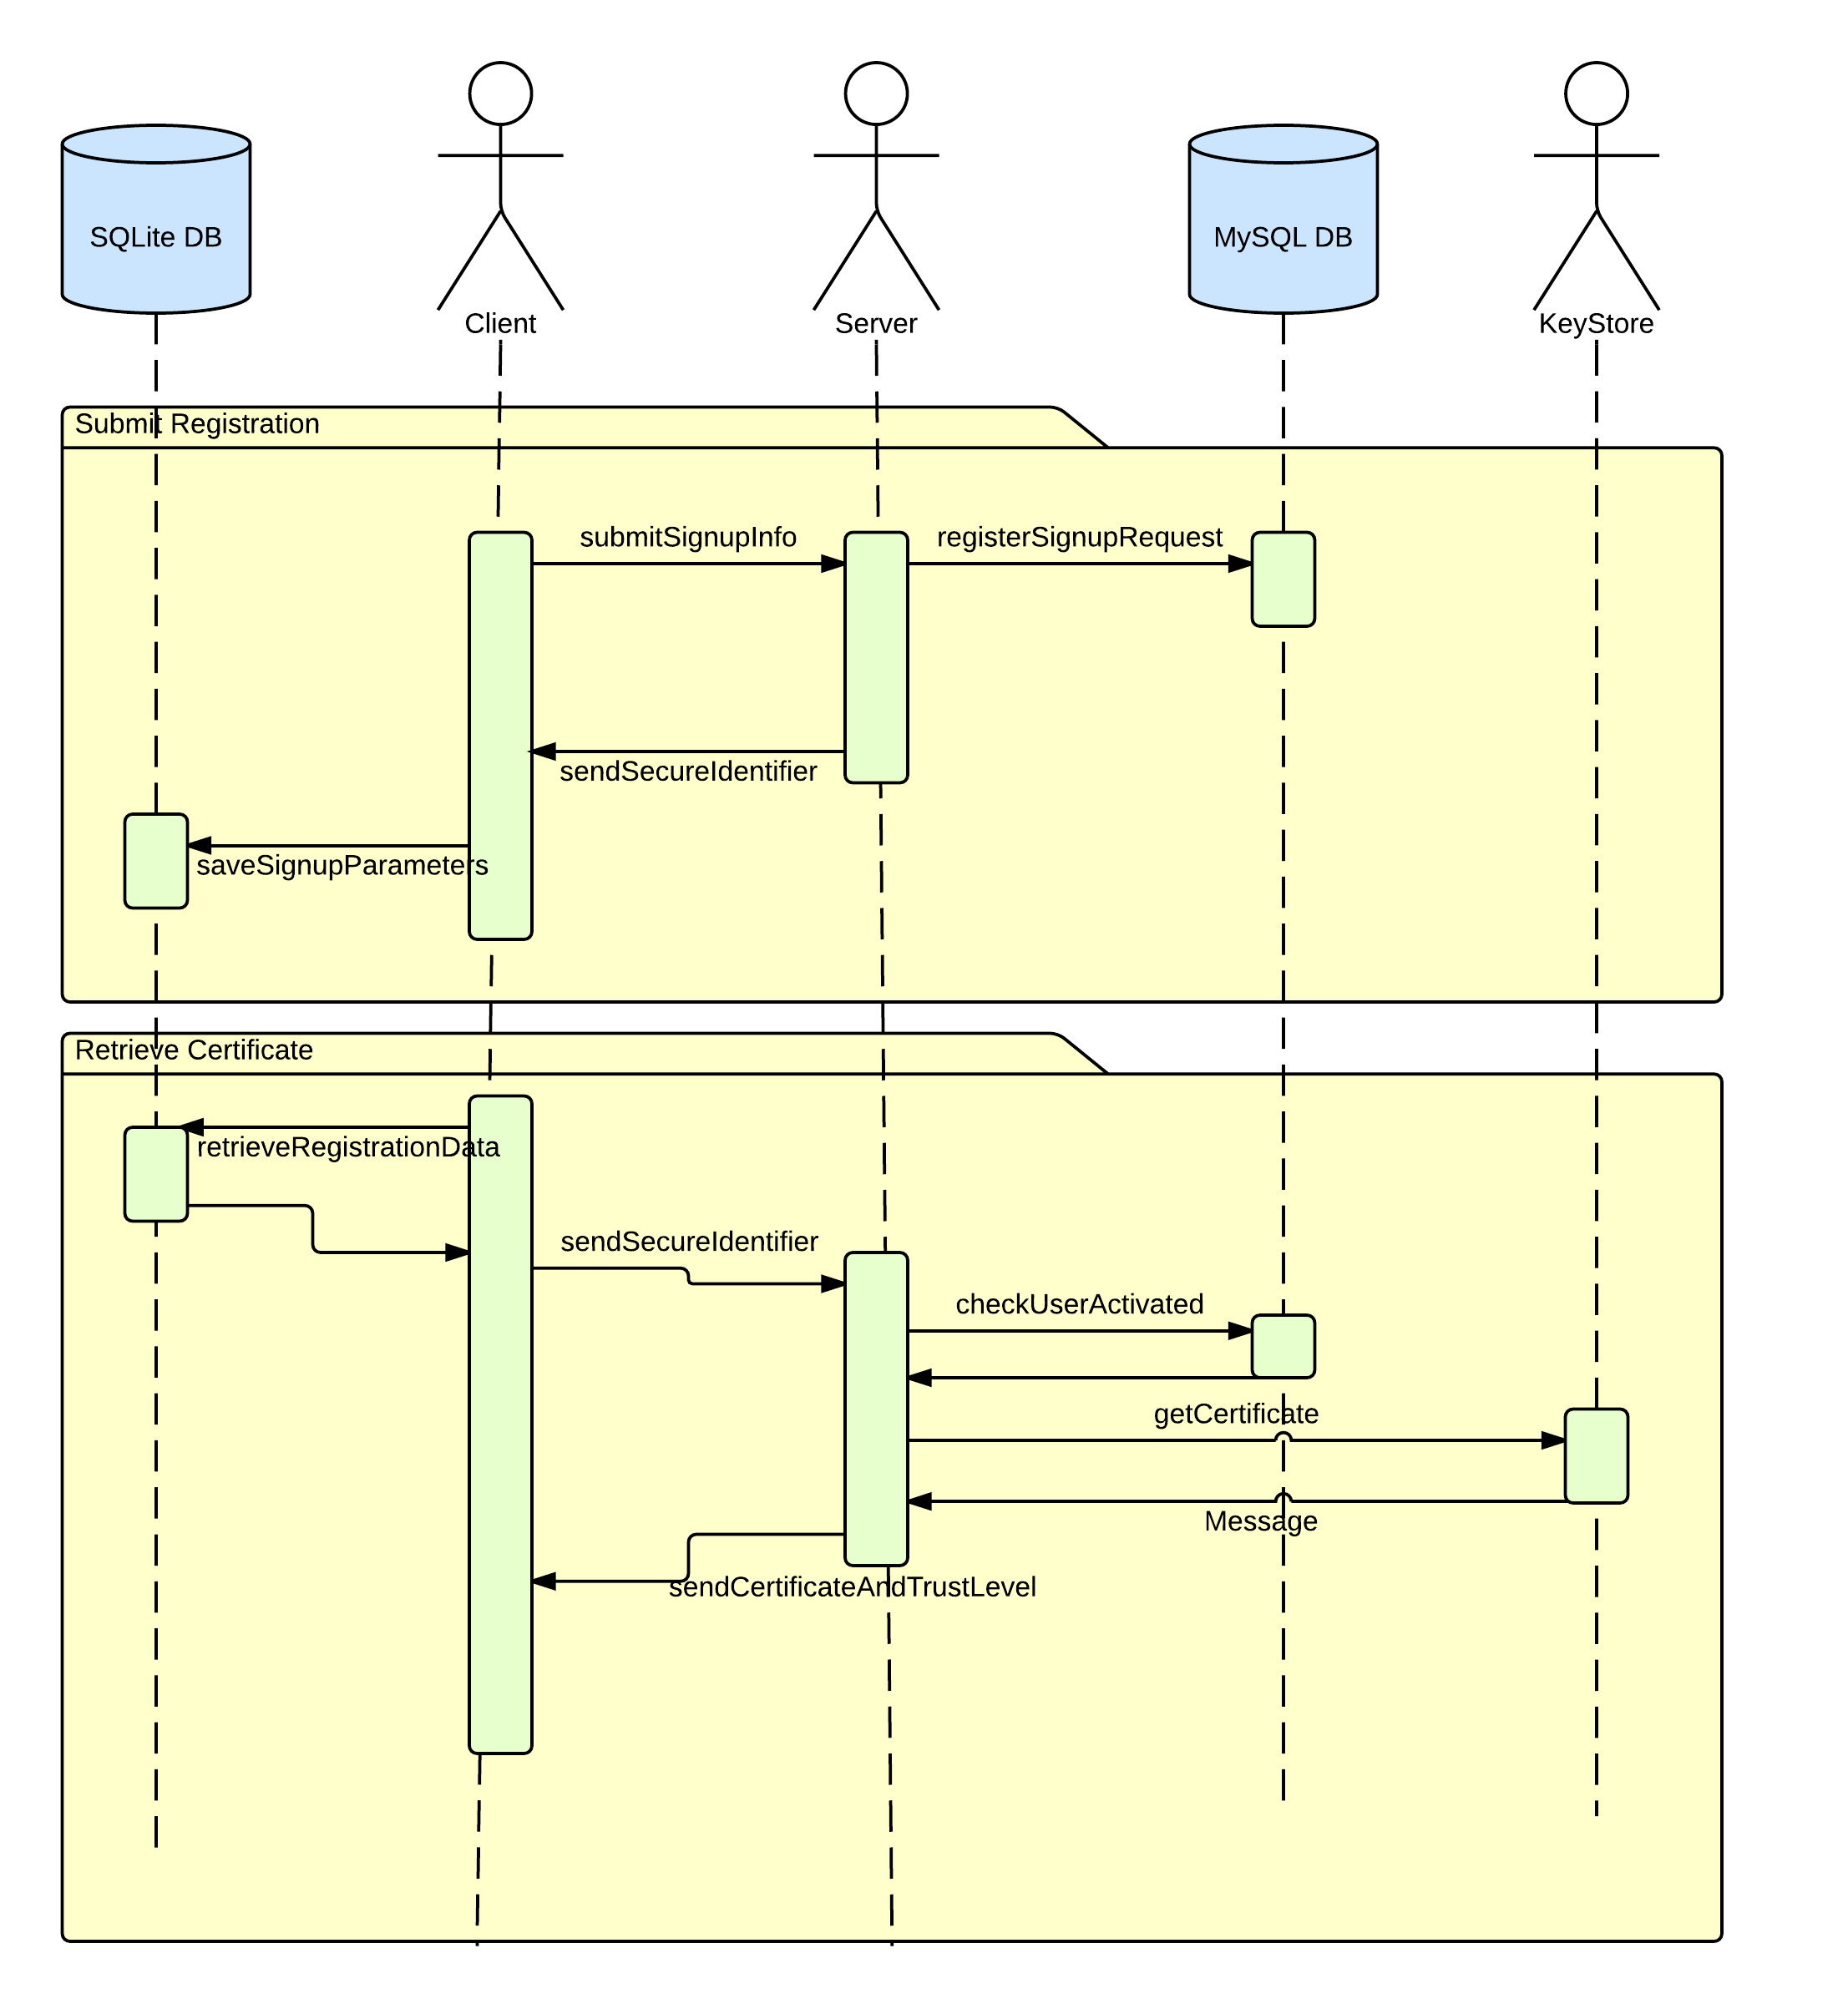 SQLite DB
Client
Server
MySQL DB
KeyStore
Submit Registration
submitSignupInfo
registerSignupRequest
sendSecureIdentifier
saveSignupParameters
Retrieve Certificate
retrieveRegistrationData
sendSecureIdentifier
checkUserActivated
getCertificate
Message
sendCertificateAndTrustLevel